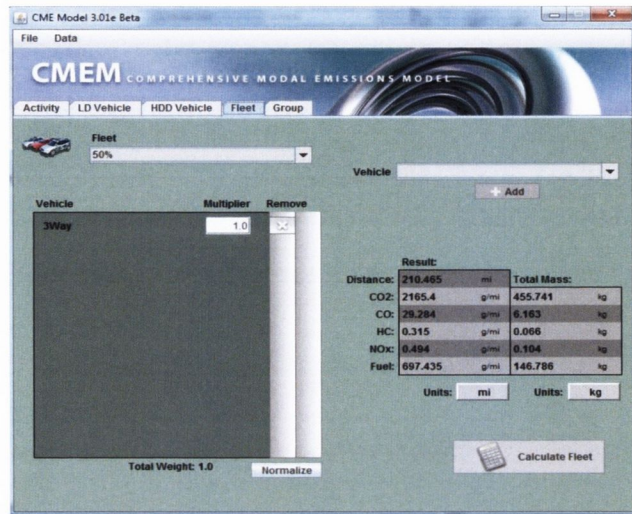 CME Model 3.01e Beta
File Data
CMEM COMPREHENSIVE MODAL EMISSIONS MODEL
Activity LD Vehicle HDD Vehicle Fleet Group
Fleet
50%
Vehicle
+ Add
Vehicle Multiplier Remove
3Way 1.0 X
Result:
Distance: 210.465 mi Total Mass:
CO2: 2165.4 g/mi 455.741 kg
CO: 29.284 g/mi 6.163 kg
HC: 0.315 g/mi 0.066 kg
NOx: 0.494 g/mi 0.104 kg
Fuel: 697.435 g/mi 146.786 kg
Units: mi Units: kg
Calculate Fleet
Total Weight: 1.0 Normalize